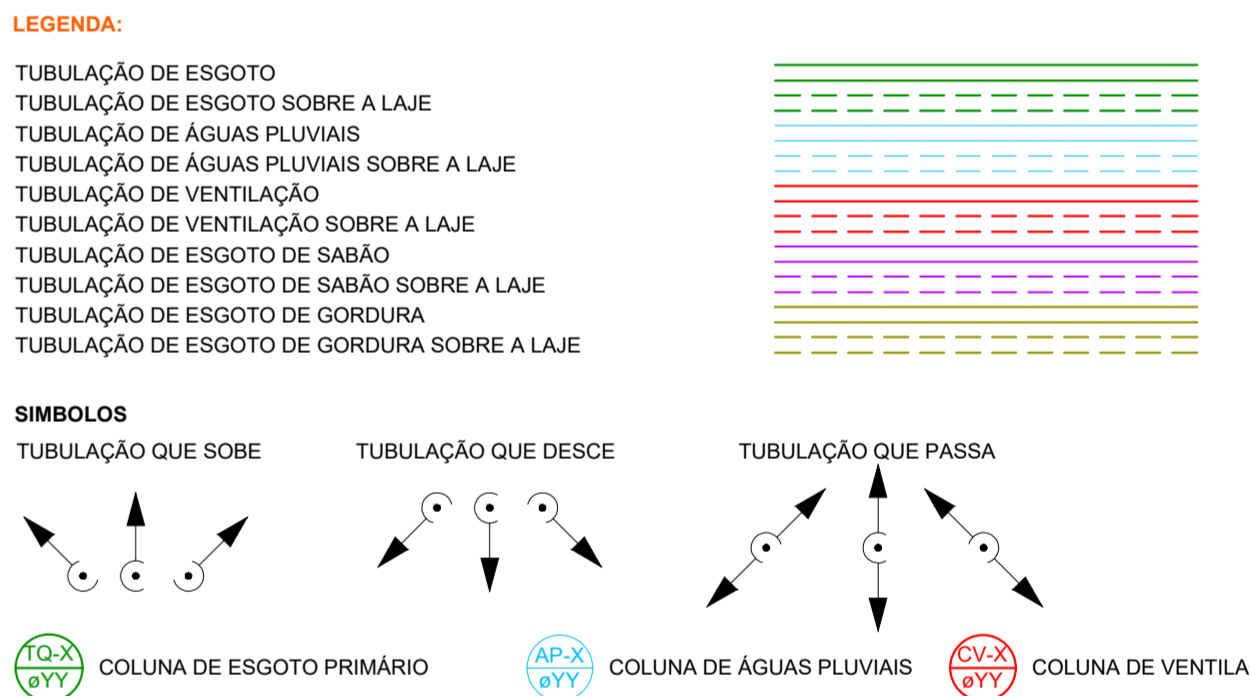 LEGENDA:
TUBULAÇÃO DE ESGOTO
TUBULAÇÃO DE ESGOTO SOBRE A LAJE
TUBULAÇÃO DE ÁGUAS PLUVIAIS
TUBULAÇÃO DE ÁGUAS PLUVIAIS SOBRE A LAJE
TUBULAÇÃO DE VENTILAÇÃO
TUBULAÇÃO DE VENTILAÇÃO SOBRE A LAJE
TUBULAÇÃO DE ESGOTO DE SABÃO
TUBULAÇÃO DE ESGOTO DE SABÃO SOBRE A LAJE
TUBULAÇÃO DE ESGOTO DE GORDURA
TUBULAÇÃO DE ESGOTO DE GORDURA SOBRE A LAJE
SIMBOLOS
TUBULAÇÃO QUE SOBE
TUBULAÇÃO QUE DESCE
TUBULAÇÃO QUE PASSA
TQ-X
øYY
COLUNA DE ESGOTO PRIMÁRIO
AP-X
øYY
COLUNA DE ÁGUAS PLUVIAIS
CV-X
øYY
COLUNA DE VENTILA